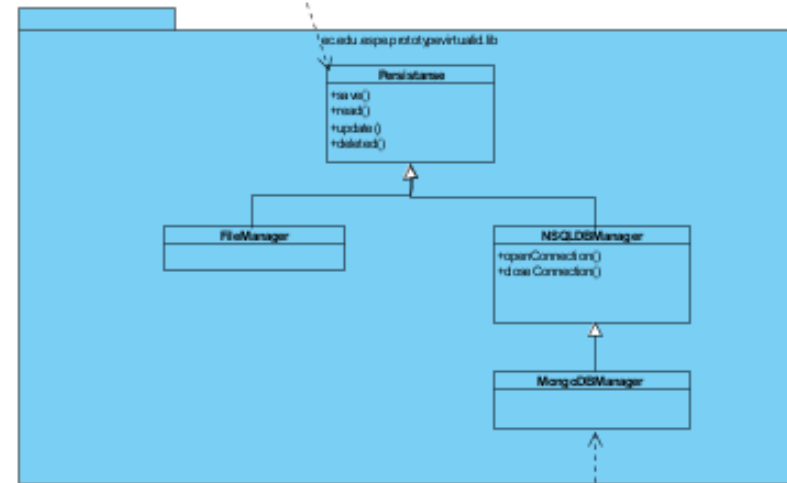 ec.edu.espe.prototypevirtualid.lib
Persistanse
+save()
+read()
+update()
+deleted()
FileManager
NSQLDBManager
+openConnection()
+closeConnection()
MongoDBManager